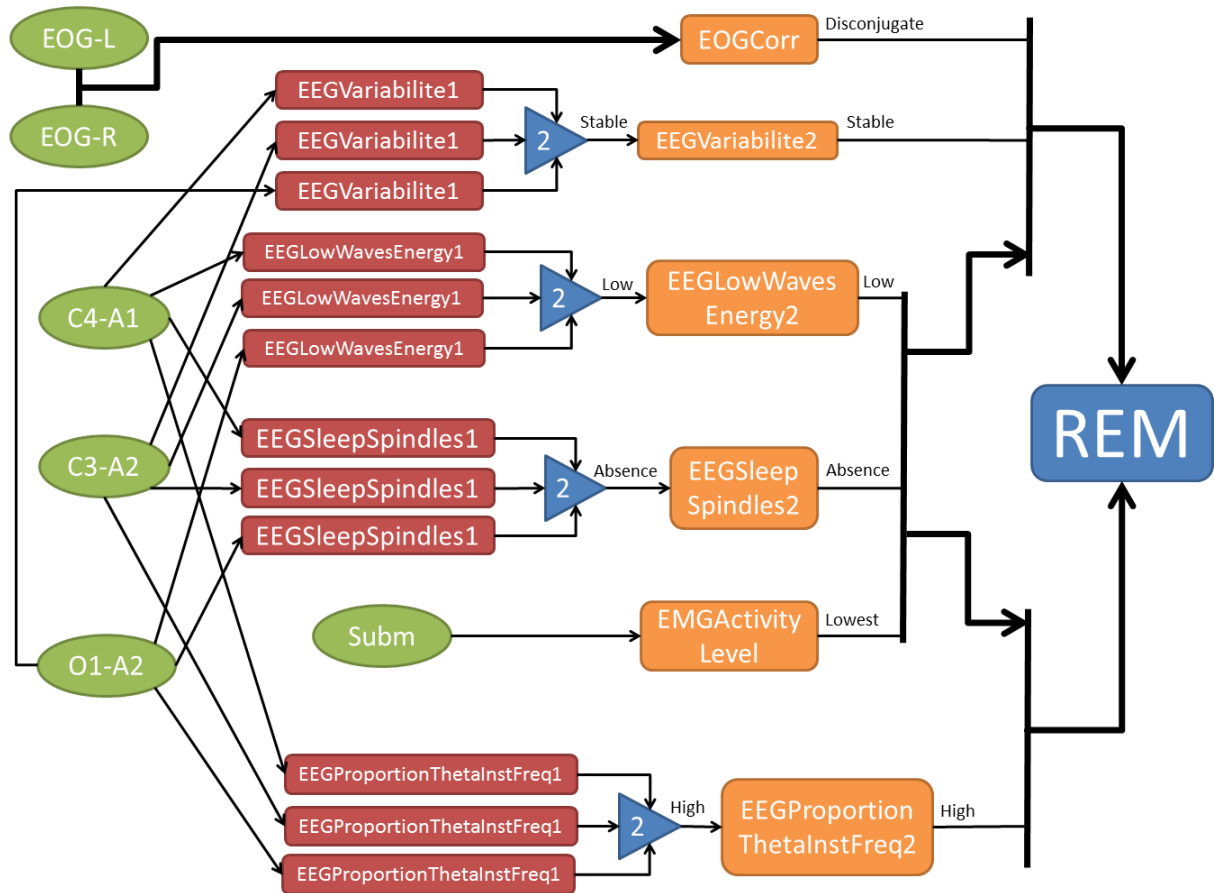 EOG-L
EOG-R
EOGCorr
Disconjugate
EEGVariabilite1
EEGVariabilite1
EEGVariabilite1
2
Stable
EEGVariabilite2
Stable
C4-A1
EEGLowWavesEnergy1
EEGLowWavesEnergy1
EEGLowWavesEnergy1
2
Low
EEGLowWaves
Energy2
Low
REM
C3-A2
EEGSleepSpindles1
EEGSleepSpindles1
EEGSleepSpindles1
2
Absence
EEGSleep
Spindles2
Absence
O1-A2
Subm
EMGActivity
Level
Lowest
EEGProportionThetaInstFreq1
EEGProportionThetaInstFreq1
EEGProportionThetaInstFreq1
2
High
EEGProportion
ThetaInstFreq2
High